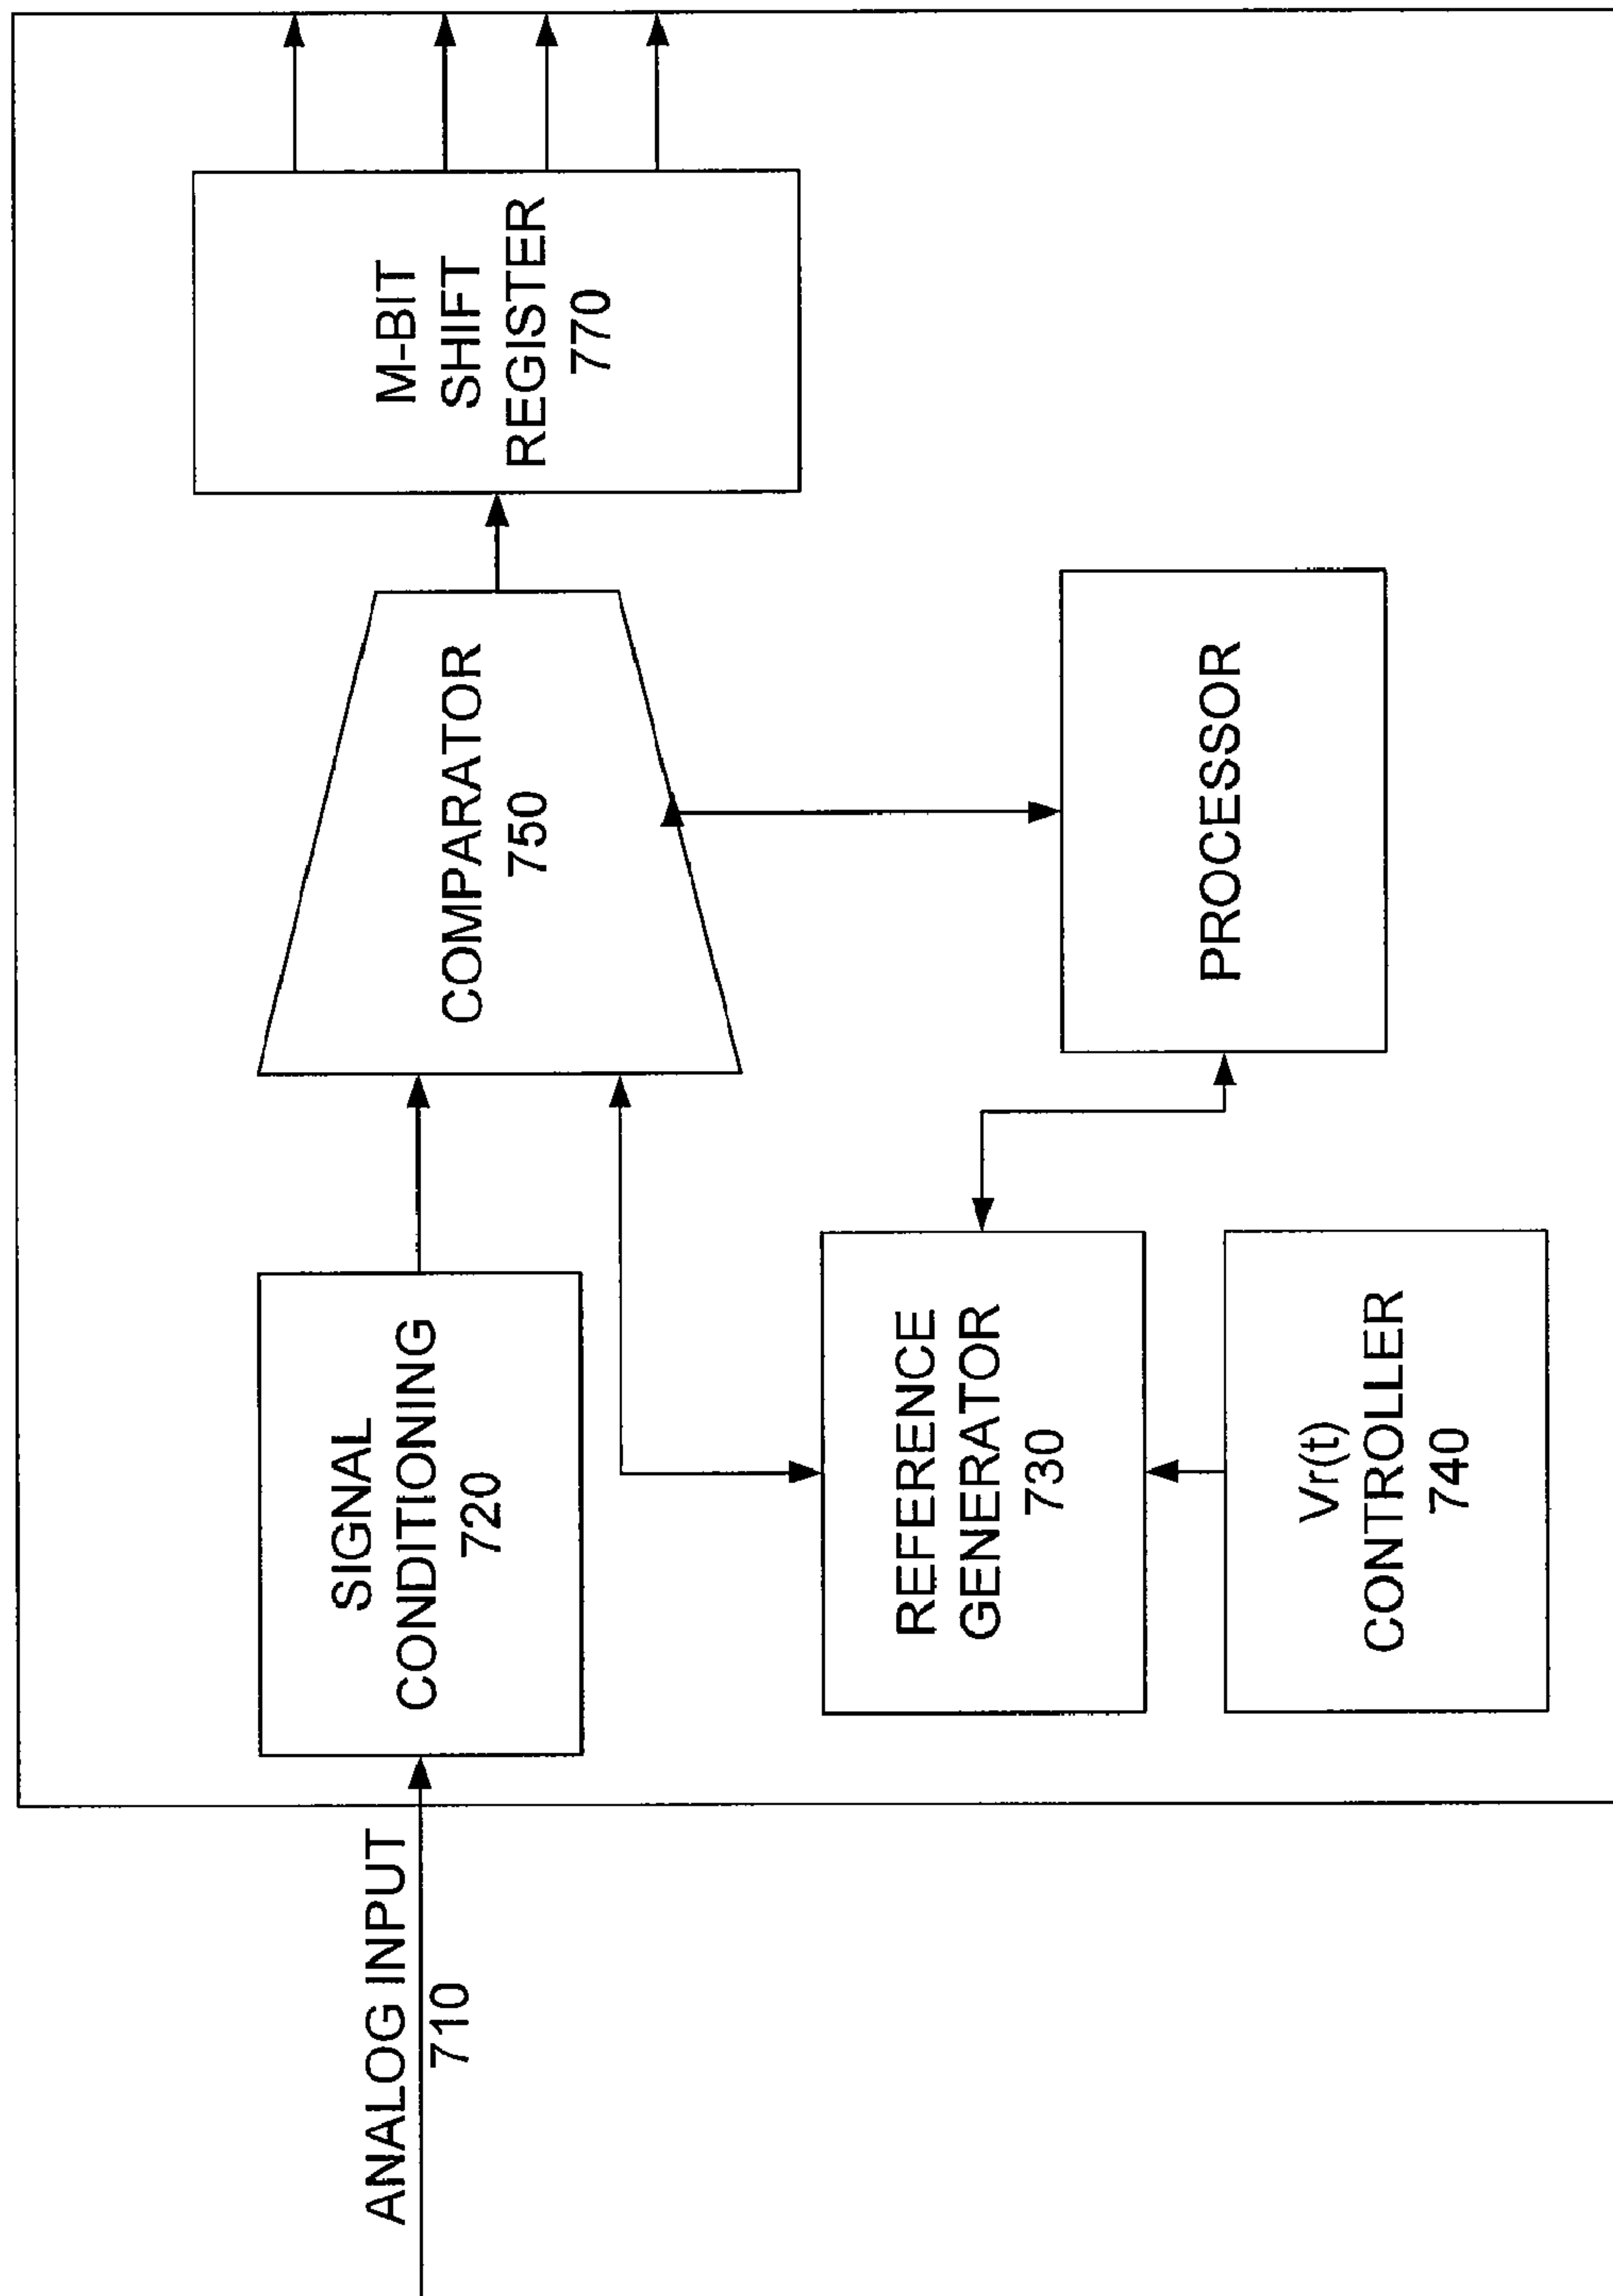 ANALOG INPUT
710
SIGNAL
CONDITIONING
720
COMPARATOR
750
M-BIT
SHIFT
REGISTER
770
REFERENCE
GENERATOR
730
PROCESSOR
Vr(t)
CONTROLLER
740